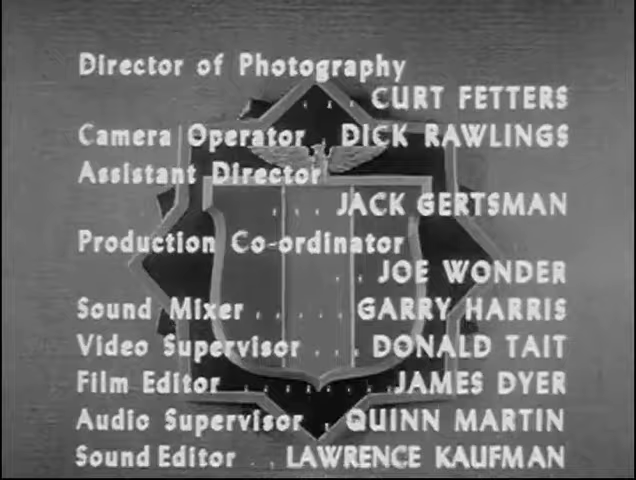 Director of Photography
. . . CURT FETTERS
Camera Operator DICK RAWLINGS
Assistant Director
. . . . JACK GERTSMAN
Production Co-ordinator
. . JOE WONDER
Sound Mixer . . . . . GARRY HARRIS
Video Supervisor . . . DONALD TAIT
Film Editor . . . . . . . . . JAMES DYER
Audio Supervisor . QUINN MARTIN
Sound Editor . . LAWRENCE KAUFMAN